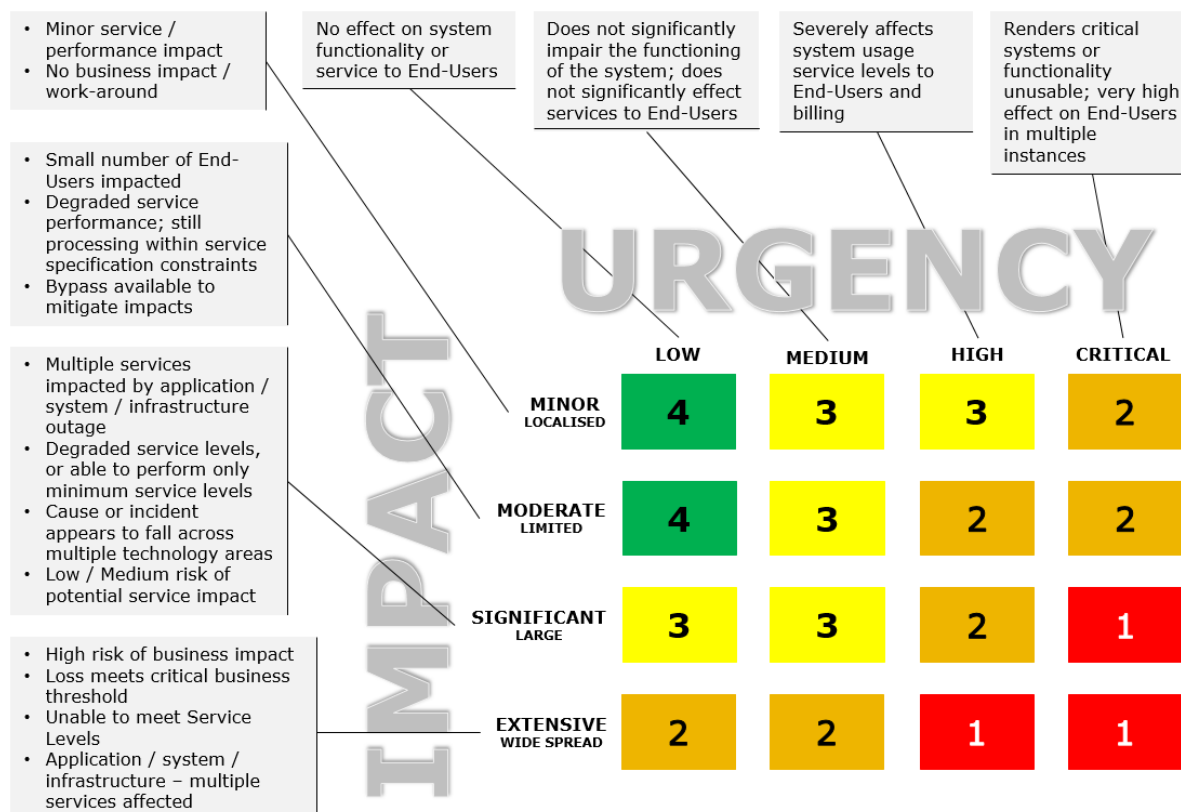 • Minor service /
performance impact
• No business impact /
work-around
No effect on system
functionality or
service to End-Users
Does not significantly
impair the functioning
of the system; does
not significantly effect
services to End-Users
Severely affects
system usage
service levels to
End-Users and
billing
Renders critical
systems or
functionality
unusable; very high
effect on End-Users
in multiple
instances
• Small number of End-
Users impacted
• Degraded service
performance; still
processing within service
specification constraints
• Bypass available to
mitigate impacts
• Multiple services
impacted by application /
system / infrastructure
outage
• Degraded service levels,
or able to perform only
minimum service levels
• Cause or incident
appears to fall across
multiple technology areas
• Low / Medium risk of
potential service impact
• High risk of business impact
• Loss meets critical business
threshold
• Unable to meet Service
Levels
• Application / system /
infrastructure – multiple
services affected
URGENCY
IMPACT
LOW MEDIUM HIGH CRITICAL
MINOR
LOCALISED
4 3 3 2
MODERATE
LIMITED
4 3 2 2
SIGNIFICANT
LARGE
3 3 2 1
EXTENSIVE
WIDE SPREAD
2 2 1 1